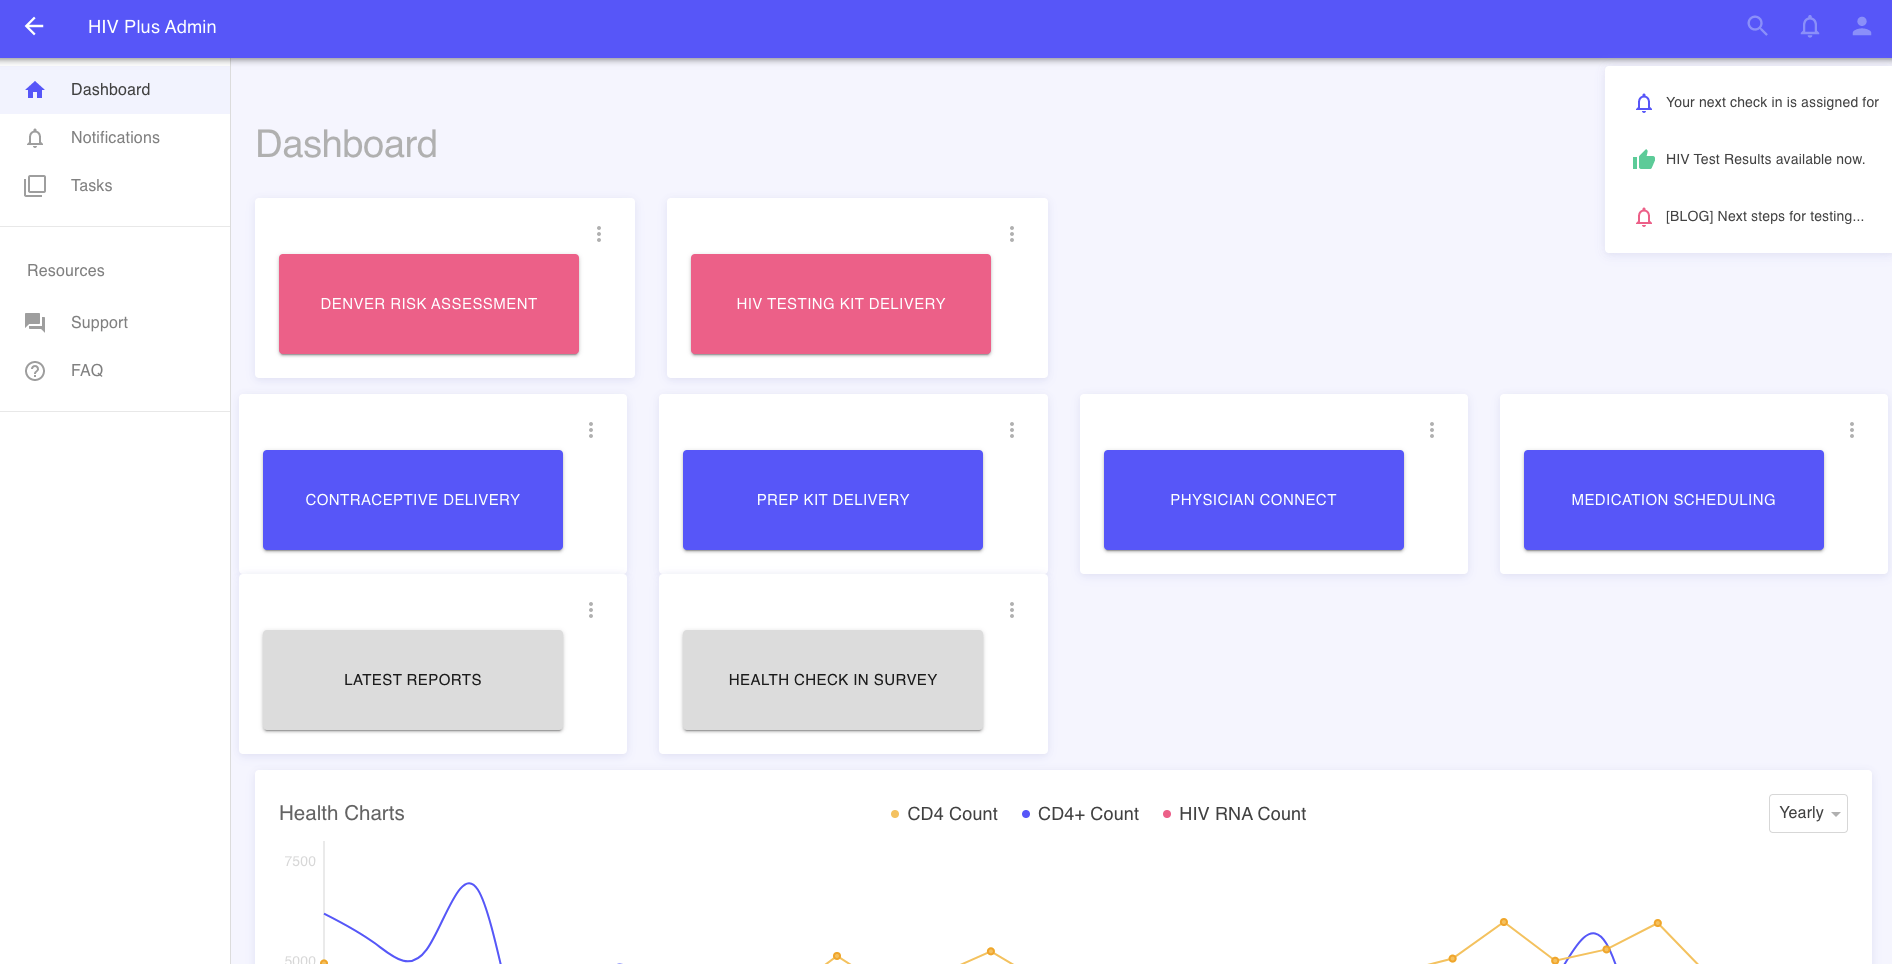 HIV Plus Admin
Dashboard
Notifications
Tasks
Resources
Support
FAQ
Dashboard
Your next check in is assigned for
HIV Test Results available now.
[BLOG] Next steps for testing...
DENVER RISK ASSESSMENT
HIV TESTING KIT DELIVERY
CONTRACEPTIVE DELIVERY
PREP KIT DELIVERY
PHYSICIAN CONNECT
MEDICATION SCHEDULING
LATEST REPORTS
HEALTH CHECK IN SURVEY
Health Charts
CD4 Count
CD4+ Count
HIV RNA Count
Yearly
7500
5000